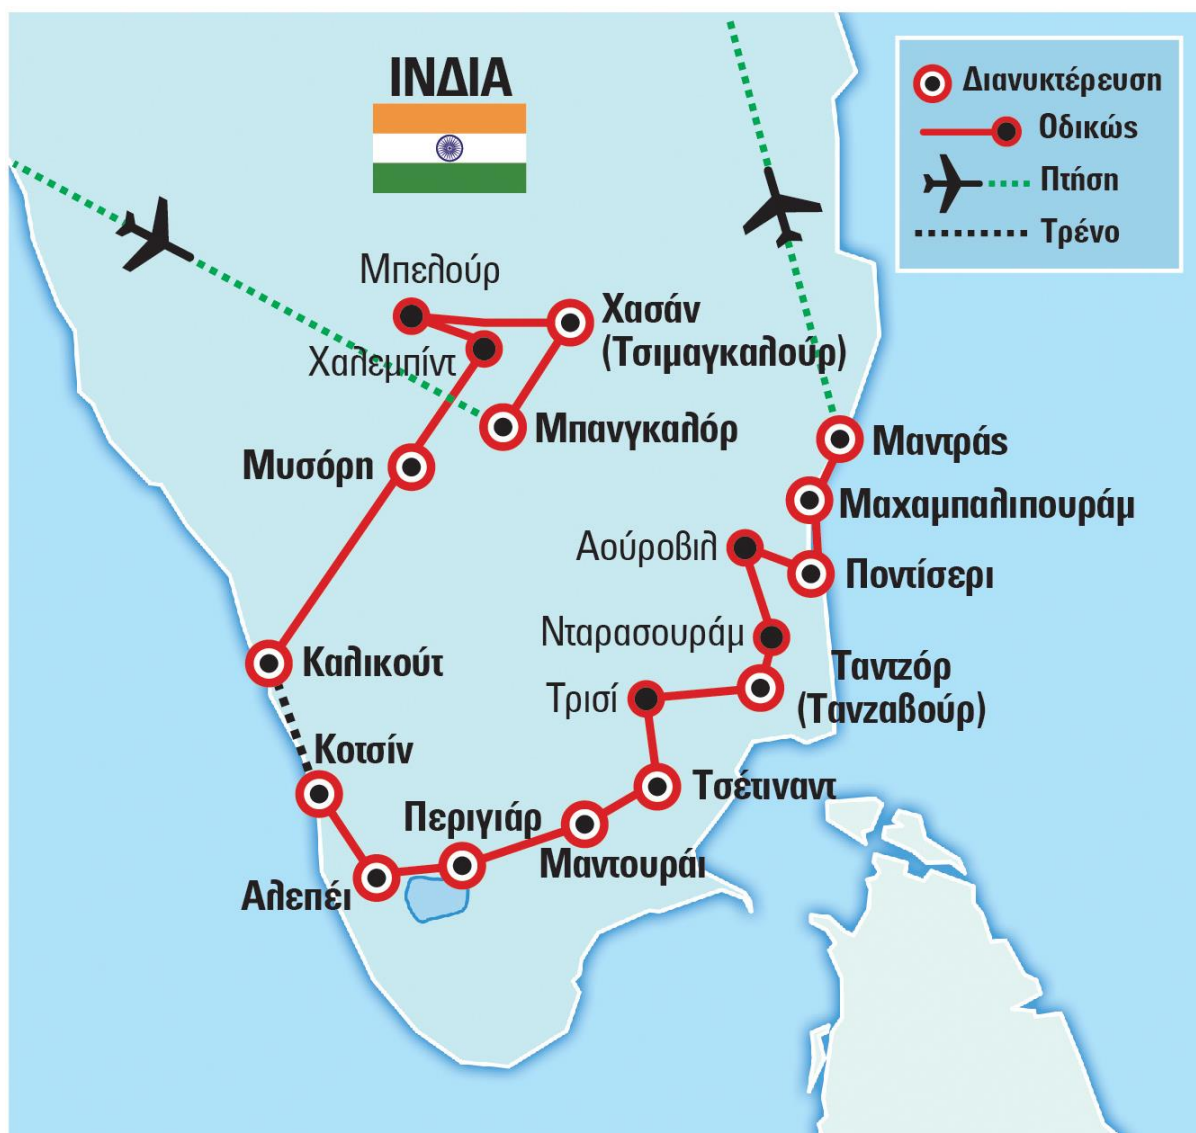 ΙΝΔΙΑ
Διανυκτέρευση
Οδικώς
Πτήση
Τρένο
Μπελούρ
Χασάν
(Τσιμαγκαλούρ)
Χαλεμπίντ
Μπανγκαλόρ
Μυσόρη
Μαντράς
Μαχαμπαλιπουράμ
Αούροβιλ
Ποντίσερι
Νταρασουράμ
Καλικούτ
Ταντζόρ
(Τανζαβούρ)
Τρισί
Κοτσίν
Τσέτιναντ
Περιγιάρ
Μαντουράι
Αλεπέι